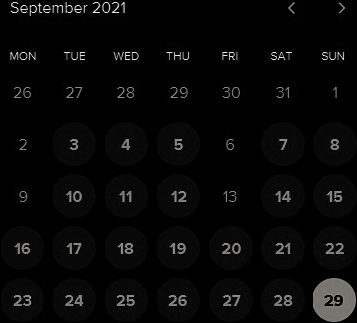 September 2021
MON TUE WED THU FRI SAT SUN
26 27 28 29 30 31 1
2 3 4 5 6 7 8
9 10 11 12 13 14 15
16 17 18 19 20 21 22
23 24 25 26 27 28 29